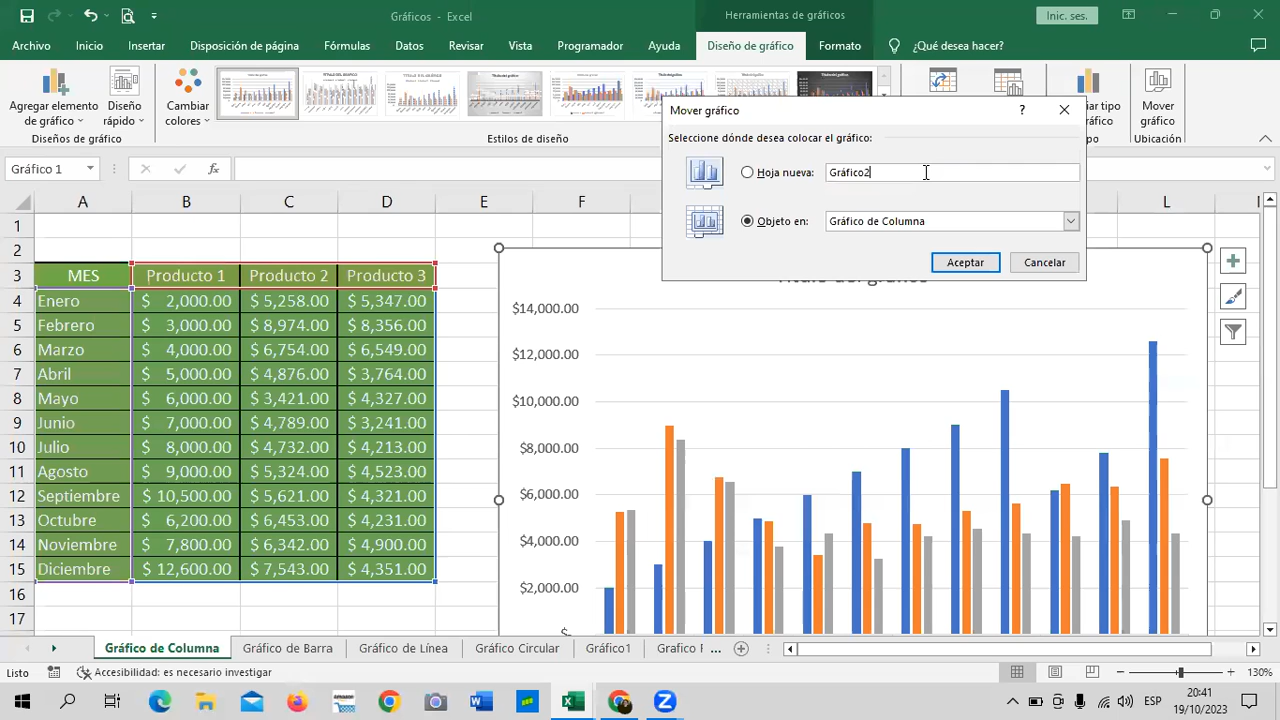 Gráficos - Excel
Herramientas de gráficos
Inic. ses.
Archivo Inicio Insertar Disposición de página Fórmulas Datos Revisar Vista Programador Ayuda Diseño de gráfico Formato ¿Qué desea hacer?
Agregar elemento de gráfico
Diseño rápido
Cambiar colores
Mover gráfico
Diseños de gráfico
Estilos de diseño
Mover gráfico
Seleccione dónde desea colocar el gráfico:
Hoja nueva: Gráfico2
Objeto en: Gráfico de Columna
Aceptar Cancelar
Gráfico 1
fx
A B C D E F L
1
2
3 MES Producto 1 Producto 2 Producto 3
4 Enero $ 2,000.00 $ 5,258.00 $ 5,347.00
5 Febrero $ 3,000.00 $ 8,974.00 $ 8,356.00
6 Marzo $ 4,000.00 $ 6,754.00 $ 6,549.00
7 Abril $ 5,000.00 $ 4,876.00 $ 3,764.00
8 Mayo $ 6,000.00 $ 3,421.00 $ 4,327.00
9 Junio $ 7,000.00 $ 4,789.00 $ 3,241.00
10 Julio $ 8,000.00 $ 4,732.00 $ 4,213.00
11 Agosto $ 9,000.00 $ 5,324.00 $ 4,523.00
12 Septiembre $ 10,500.00 $ 5,621.00 $ 4,321.00
13 Octubre $ 6,200.00 $ 6,453.00 $ 4,231.00
14 Noviembre $ 7,800.00 $ 6,342.00 $ 4,900.00
15 Diciembre $ 12,600.00 $ 7,543.00 $ 4,351.00
16
17
$14,000.00
$12,000.00
$10,000.00
$8,000.00
$6,000.00
$4,000.00
$2,000.00
Gráfico de Columna Gráfico de Barra Gráfico de Línea Gráfico Circular Gráfico1 Grafico ...
Listo Accesibilidad: es necesario investigar 130%
ESP 20:41
19/10/2023